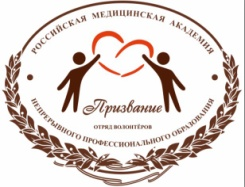 РОССИЙСКАЯ МЕДИЦИНСКАЯ АКАДЕМИЯ
Призвание
ОТРЯД ВОЛОНТЁРОВ
НЕПРЕРЫВНОГО ПРОФЕССИОНАЛЬНОГО ОБРАЗОВАНИЯ